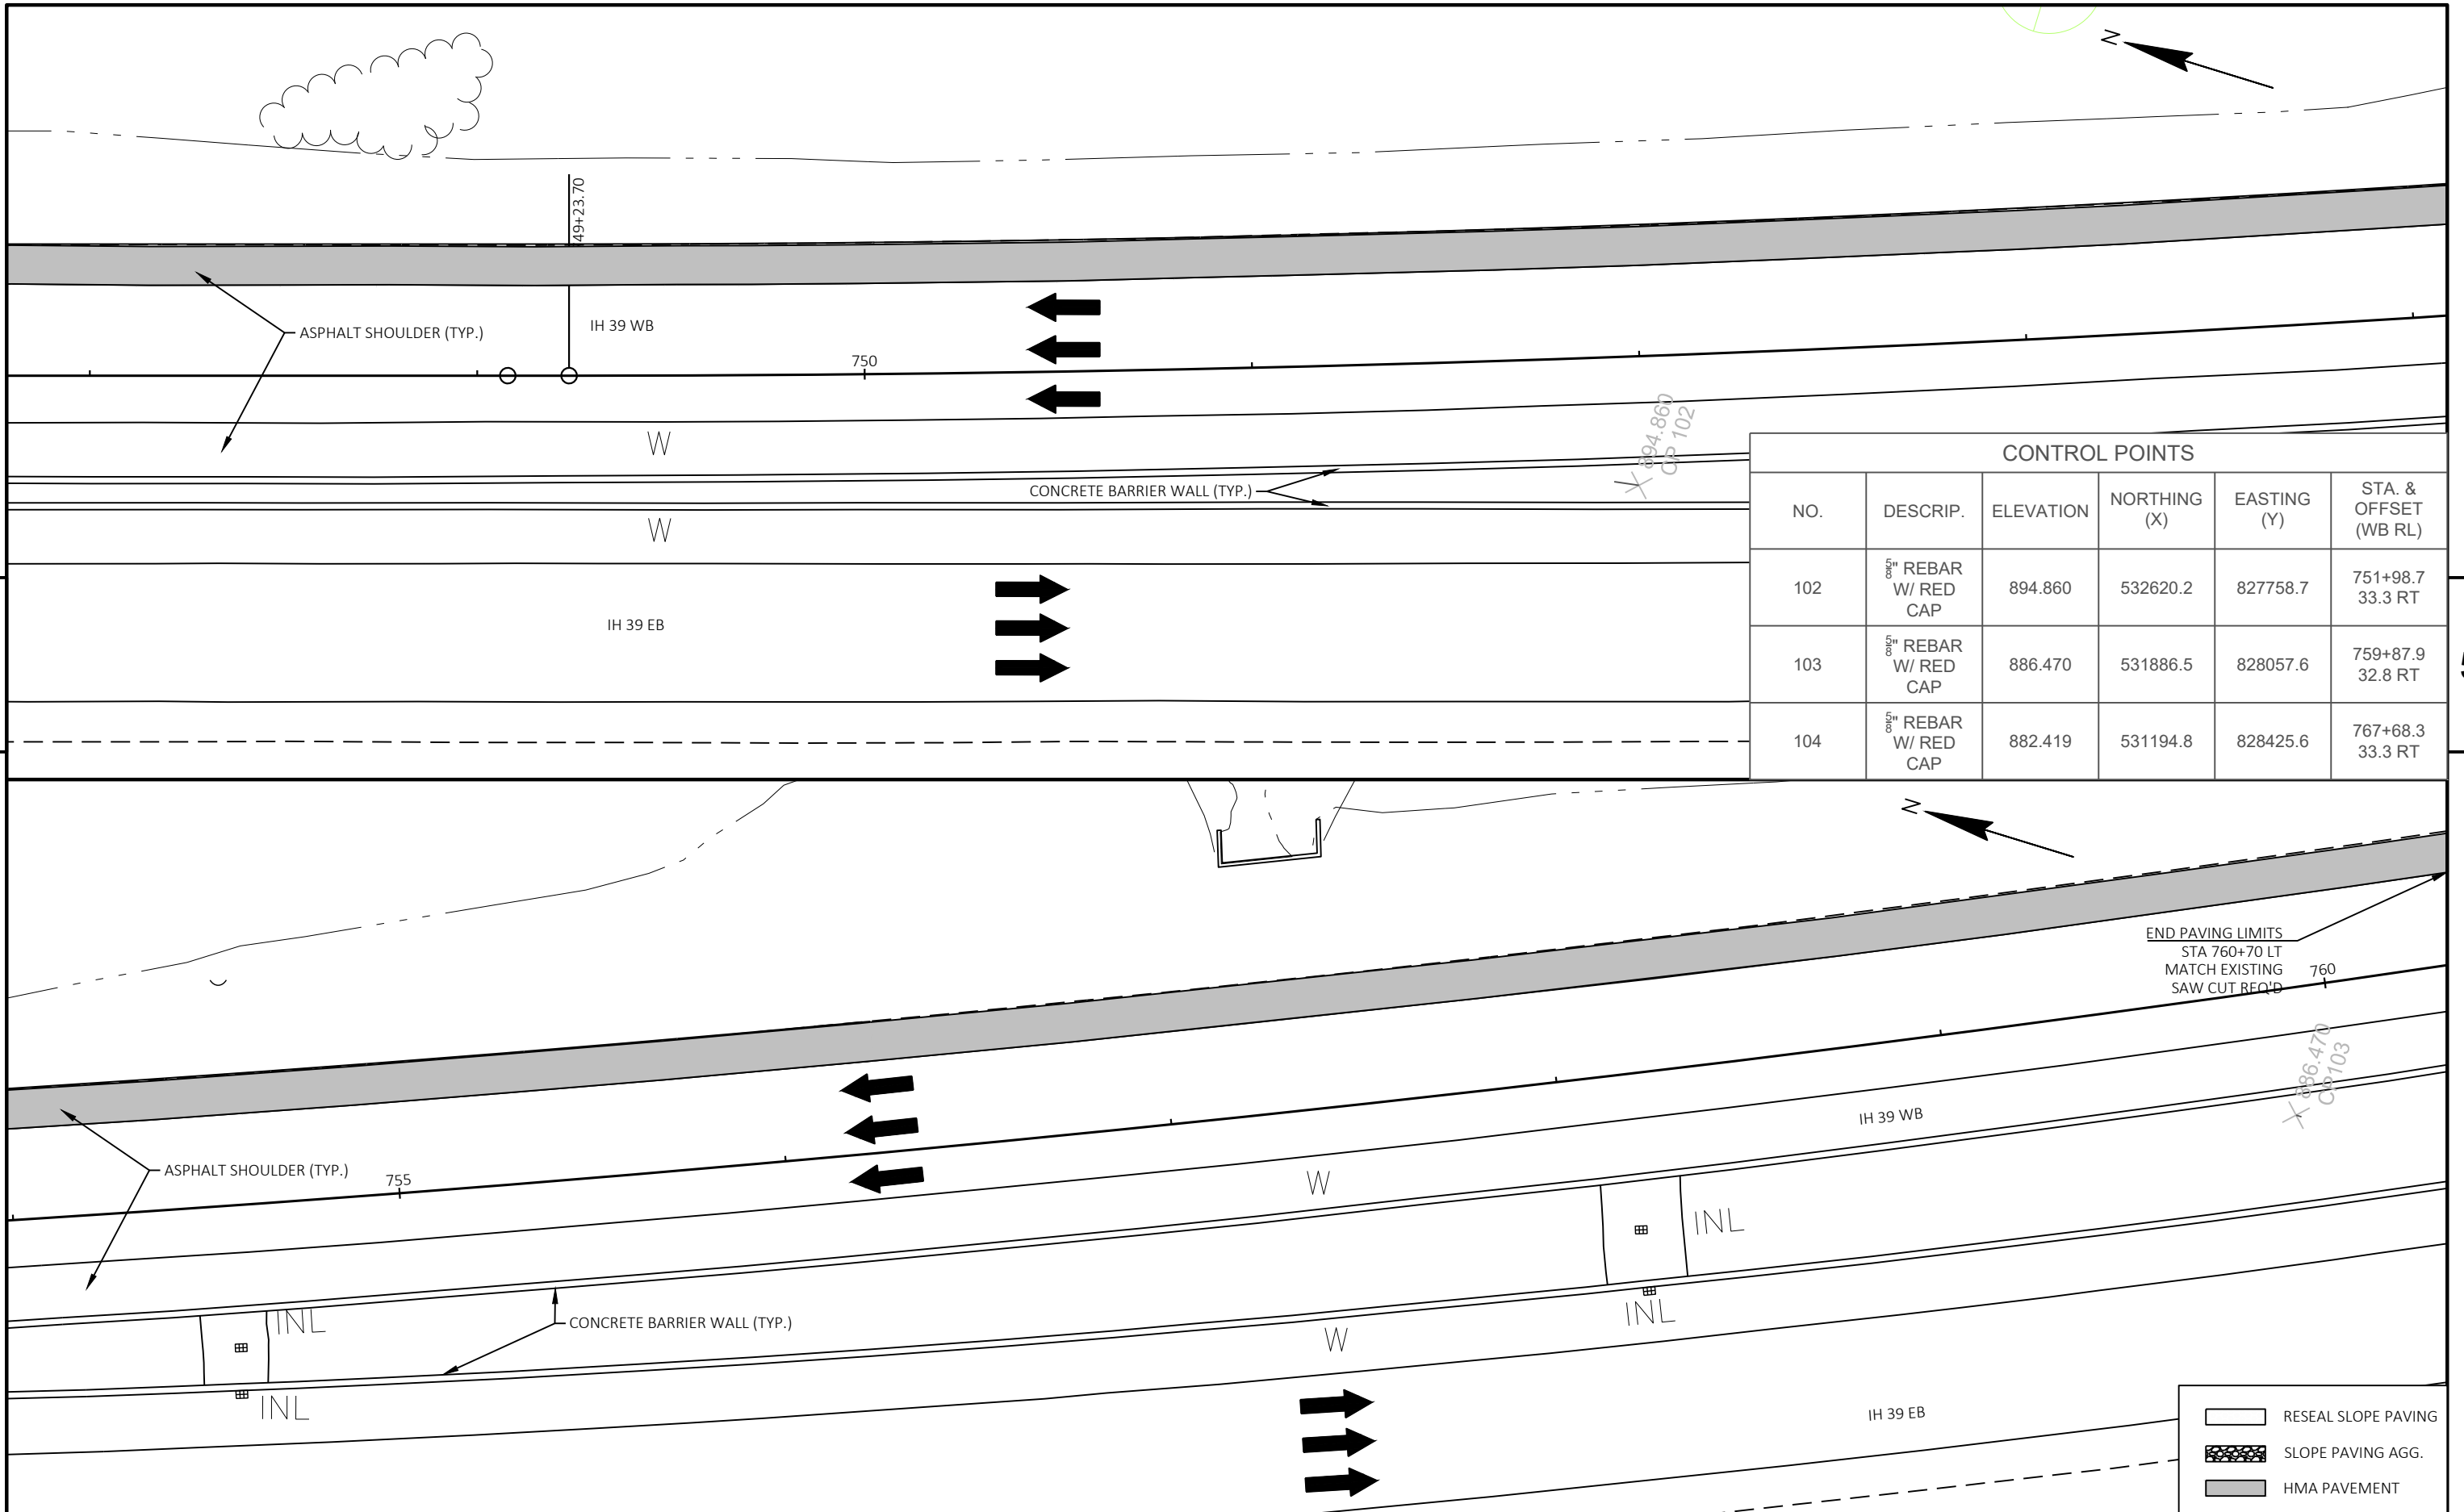 N
49+23.70
ASPHALT SHOULDER (TYP.)
IH 39 WB
750
W
894.860
CP 102
CONCRETE BARRIER WALL (TYP.)
W
IH 39 EB
CONTROL POINTS
NO. DESCRIP. ELEVATION NORTHING (X) EASTING (Y) STA. & OFFSET (WB RL)
102 5/8" REBAR W/ RED CAP 894.860 532620.2 827758.7 751+98.7 33.3 RT
103 5/8" REBAR W/ RED CAP 886.470 531886.5 828057.6 759+87.9 32.8 RT
104 5/8" REBAR W/ RED CAP 882.419 531194.8 828425.6 767+68.3 33.3 RT
N
END PAVING LIMITS
STA 760+70 LT
MATCH EXISTING
SAW CUT REQ'D
760
886.470
CP103
IH 39 WB
ASPHALT SHOULDER (TYP.)
755
W
INL
INL
INL
CONCRETE BARRIER WALL (TYP.)
W
INL
IH 39 EB
RESEAL SLOPE PAVING
SLOPE PAVING AGG.
HMA PAVEMENT